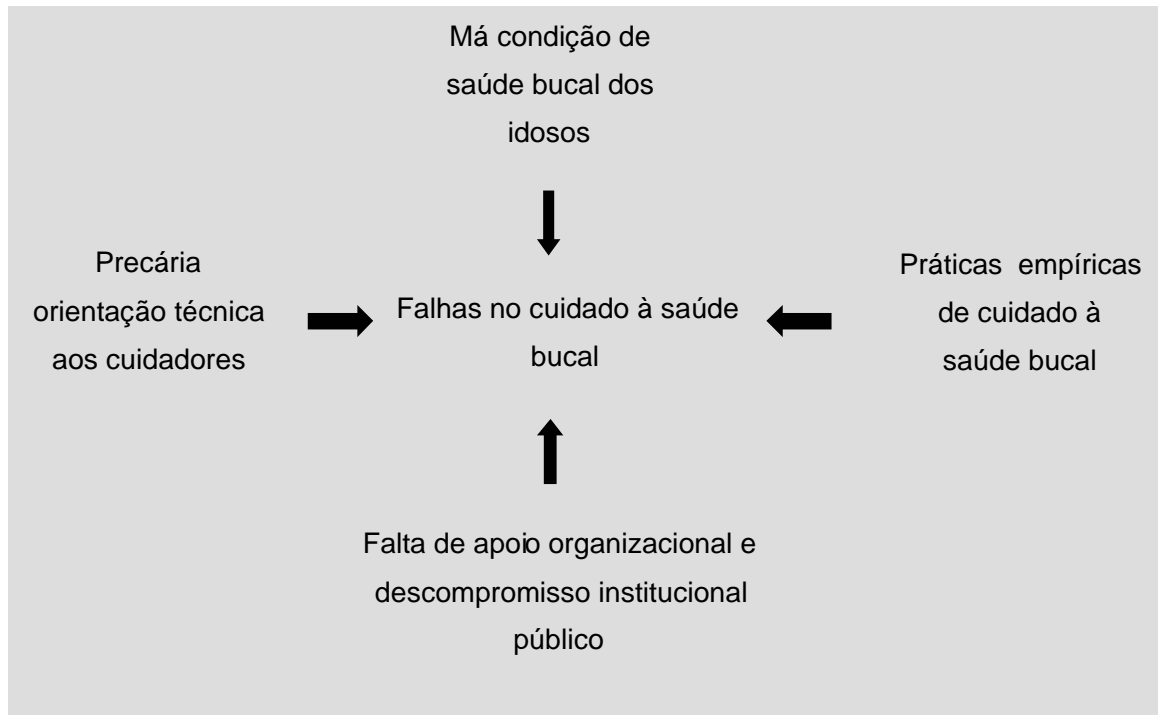 Má condição de
saúde bucal dos
idosos
Precária
orientação técnica
aos cuidadores
Falhas no cuidado à saúde
bucal
Práticas empíricas
de cuidado à
saúde bucal
Falta de apoio organizacional e
descompromisso institucional
público